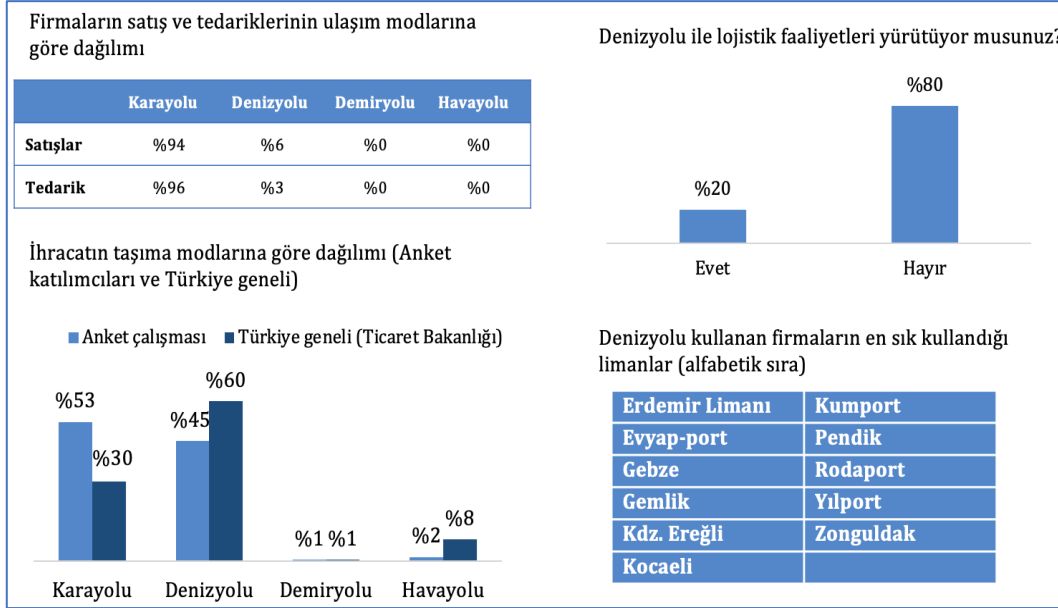 Firmaların satış ve tedariklerinin ulaşım modlarına
göre dağılımı
Karayolu Denizyolu Demiryolu Havayolu
Satışlar %94 %6 %0 %0
Tedarik %96 %3 %0 %0
İhracatın taşıma modlarına göre dağılımı (Anket
katılımcıları ve Türkiye geneli)
Anket çalışması Türkiye geneli (Ticaret Bakanlığı)
%53 %30 %45 %60 %1 %1 %2 %8
Karayolu Denizyolu Demiryolu Havayolu
Denizyolu ile lojistik faaliyetleri yürütüyor musunuz?
%20 %80
Evet Hayır
Denizyolu kullanan firmaların en sık kullandığı
limanlar (alfabetik sıra)
Erdemir Limanı Kumport
Evyap-port Pendik
Gebze Rodaport
Gemlik Yılport
Kdz. Ereğli Zonguldak
Kocaeli